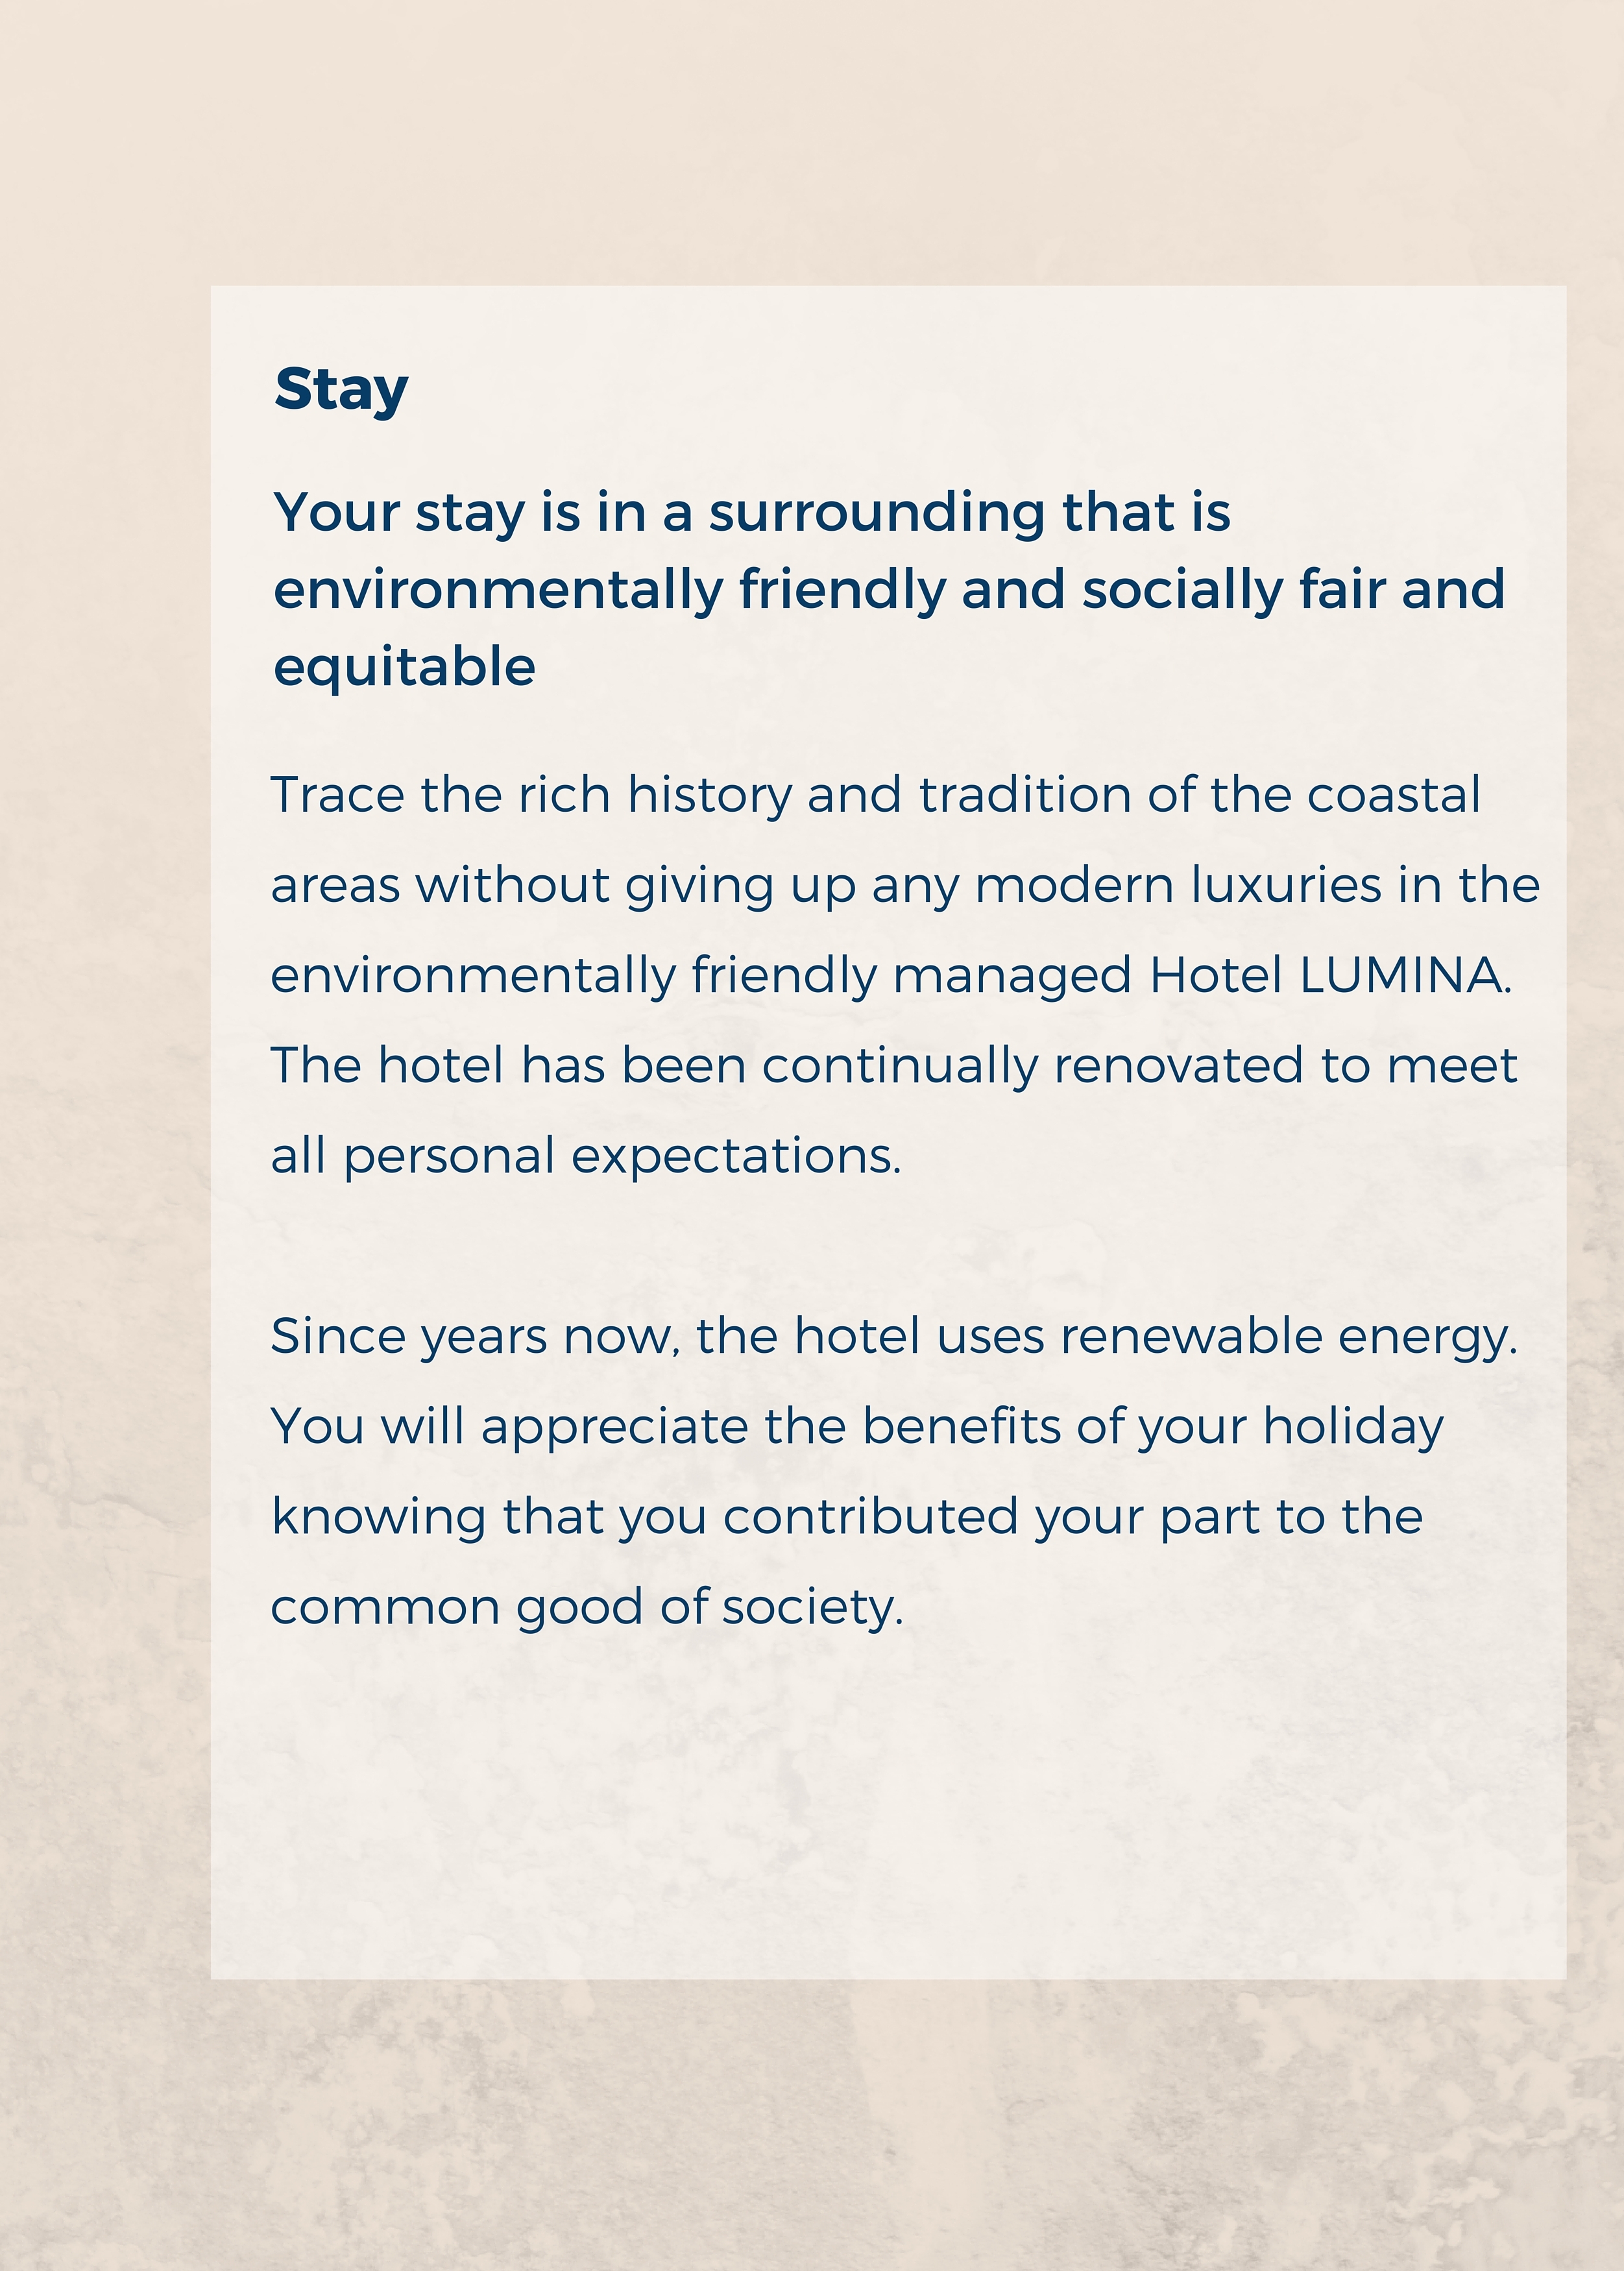 Stay
Your stay is in a surrounding that is
environmentally friendly and socially fair and
equitable
Trace the rich history and tradition of the coastal
areas without giving up any modern luxuries in the
environmentally friendly managed Hotel LUMINA.
The hotel has been continually renovated to meet
all personal expectations.
Since years now, the hotel uses renewable energy.
You will appreciate the benefits of your holiday
knowing that you contributed your part to the
common good of society.